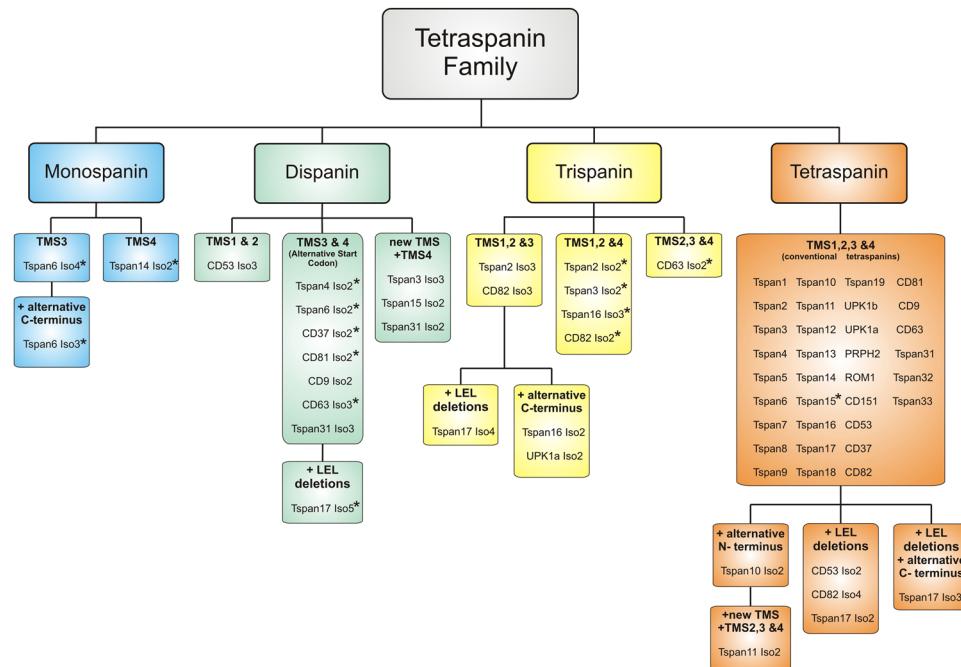 Tetraspanin
Family
Monospanin
Dispanin
Trispanin
Tetraspanin
TMS3
Tspan6 Iso4*
+ alternative
C-terminus
Tspan6 Iso3*
TMS4
Tspan14 Iso2*
TMS1 & 2
CD53 Iso3
TMS3 & 4
(Alternative Start
Codon)
Tspan4 Iso2*
Tspan6 Iso2*
CD37 Iso2*
CD81 Iso2*
CD9 Iso2
CD63 Iso3*
Tspan31 Iso3
+ LEL
deletions
Tspan17 Iso5*
new TMS
+TMS4
Tspan3 Iso3
Tspan15 Iso2
Tspan31 Iso2
TMS1,2 &3
Tspan2 Iso3
CD82 Iso3
+ LEL
deletions
Tspan17 Iso4
+ alternative
C-terminus
Tspan16 Iso2
UPK1a Iso2
TMS1,2 &4
Tspan2 Iso2*
Tspan3 Iso2*
Tspan16 Iso3*
CD82 Iso2*
TMS2,3 &4
CD63 Iso2*
TMS1,2,3 &4
(conventional tetraspanins)
Tspan1 Tspan10 Tspan19 CD81
Tspan2 Tspan11 UPK1b CD9
Tspan3 Tspan12 UPK1a CD63
Tspan4 Tspan13 PRPH2 Tspan31
Tspan5 Tspan14 ROM1 Tspan32
Tspan6 Tspan15* CD151 Tspan33
Tspan7 Tspan16 CD53
Tspan8 Tspan17 CD37
Tspan9 Tspan18 CD82
+ alternative
N- terminus
Tspan10 Iso2
+new TMS
+TMS2,3 &4
Tspan11 Iso2
+ LEL
deletions
CD53 Iso2
CD82 Iso4
Tspan17 Iso2
+ LEL
deletions
+ alternative
C- terminus
Tspan17 Iso3